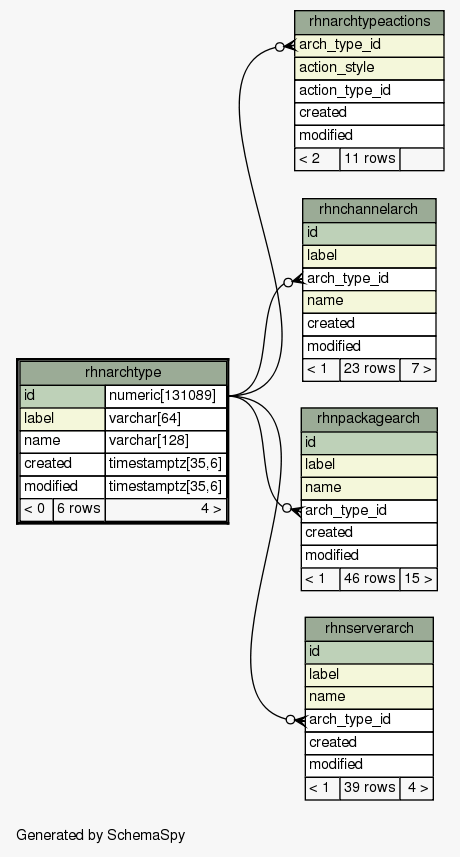 rhnarchtypeactions
arch_type_id
action_style
action_type_id
created
modified
< 2 11 rows
rhnchannelarch
id
label
arch_type_id
name
created
modified
< 1 23 rows 7 >
rhnarchtype
id numeric[131089]
label varchar[64]
name varchar[128]
created timestamptz[35,6]
modified timestamptz[35,6]
< 0 6 rows 4 >
rhnpackagearch
id
label
name
arch_type_id
created
modified
< 1 46 rows 15 >
rhnserverarch
id
label
name
arch_type_id
created
modified
< 1 39 rows 4 >
Generated by SchemaSpy